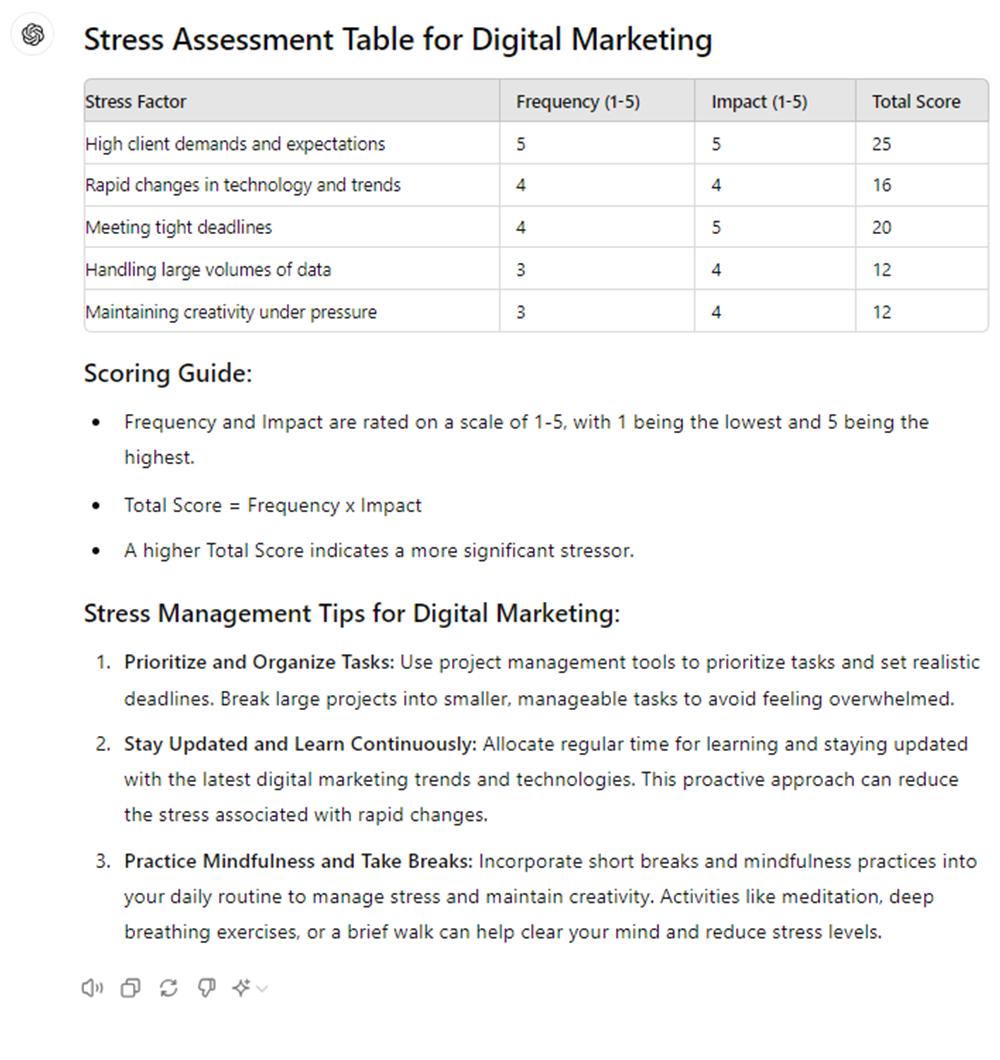 Stress Assessment Table for Digital Marketing
Stress Factor Frequency (1-5) Impact (1-5) Total Score
High client demands and expectations 5 5 25
Rapid changes in technology and trends 4 4 16
Meeting tight deadlines 4 5 20
Handling large volumes of data 3 4 12
Maintaining creativity under pressure 3 4 12
Scoring Guide:
• Frequency and Impact are rated on a scale of 1-5, with 1 being the lowest and 5 being the
highest.
• Total Score = Frequency x Impact
• A higher Total Score indicates a more significant stressor.
Stress Management Tips for Digital Marketing:
1. Prioritize and Organize Tasks: Use project management tools to prioritize tasks and set realistic
deadlines. Break large projects into smaller, manageable tasks to avoid feeling overwhelmed.
2. Stay Updated and Learn Continuously: Allocate regular time for learning and staying updated
with the latest digital marketing trends and technologies. This proactive approach can reduce
the stress associated with rapid changes.
3. Practice Mindfulness and Take Breaks: Incorporate short breaks and mindfulness practices into
your daily routine to manage stress and maintain creativity. Activities like meditation, deep
breathing exercises, or a brief walk can help clear your mind and reduce stress levels.